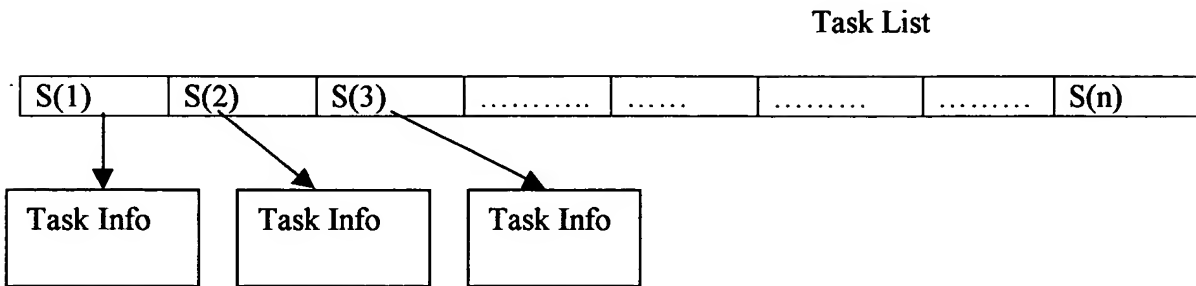 Task List
S(1) S(2) S(3) ........... ...... ......... ......... S(n)
Task Info Task Info Task Info